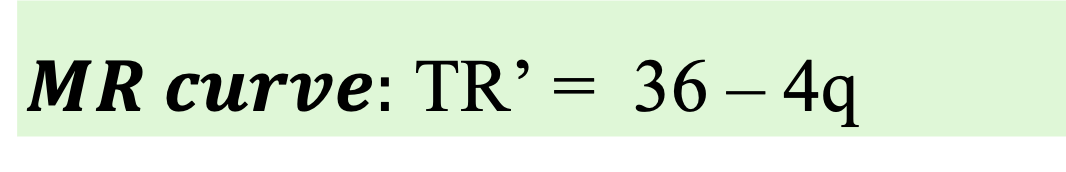 MR curve: TR’ = 36 – 4q